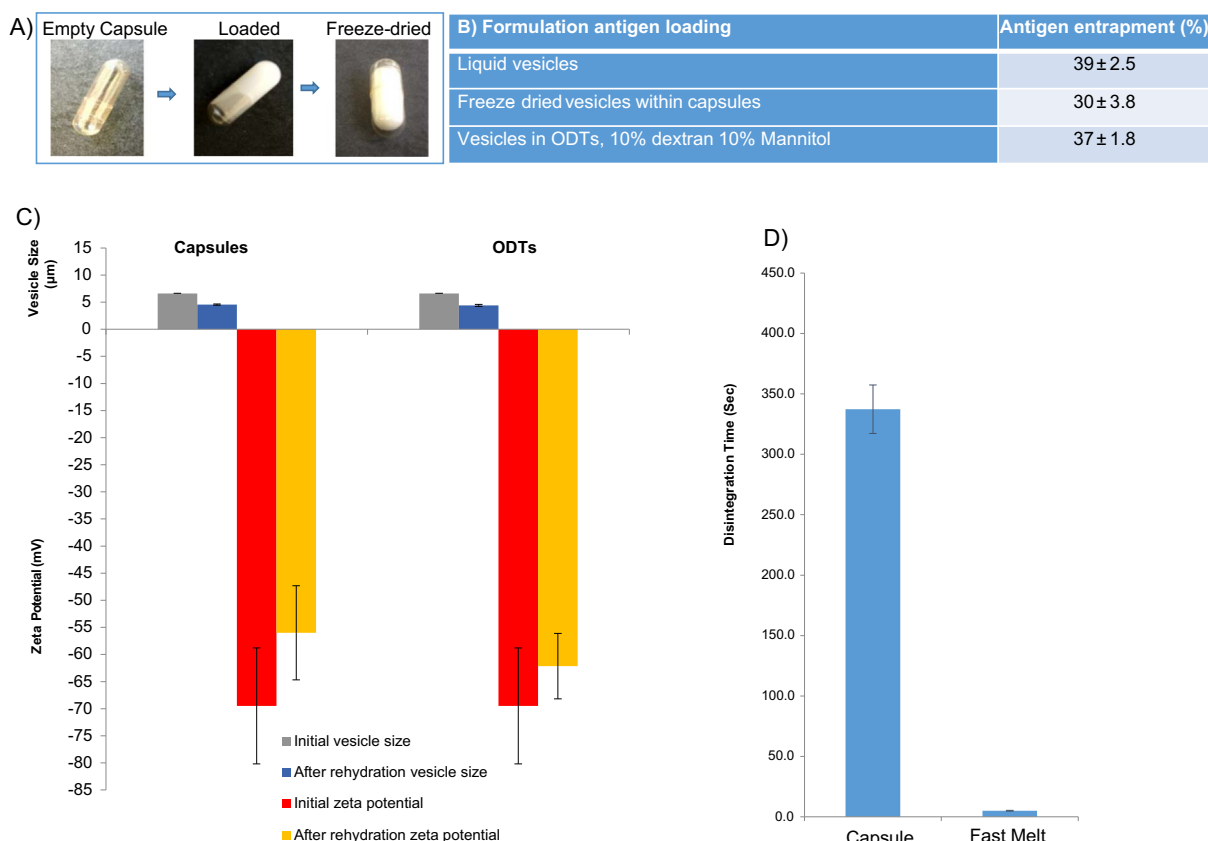 A)
Empty Capsule
Loaded
Freeze-dried
B) Formulation antigen loading
Antigen entrapment (%)
Liquid vesicles
39±2.5
Freeze dried vesicles within capsules
30±3.8
Vesicles in ODTs, 10% dextran 10% Mannitol
37±1.8
C)
Capsules
ODTs
Vesicle Size
(µm)
Zeta Potential (mV)
15
10
5
0
-5
-10
-15
-20
-25
-30
-35
-40
-45
-50
-55
-60
-65
-70
-75
-80
-85
Initial vesicle size
After rehydration vesicle size
Initial zeta potential
After rehydration zeta potential
D)
Disintegration Time (Sec)
450.0
400.0
350.0
300.0
250.0
200.0
150.0
100.0
50.0
0.0
Capsule
Fast Melt